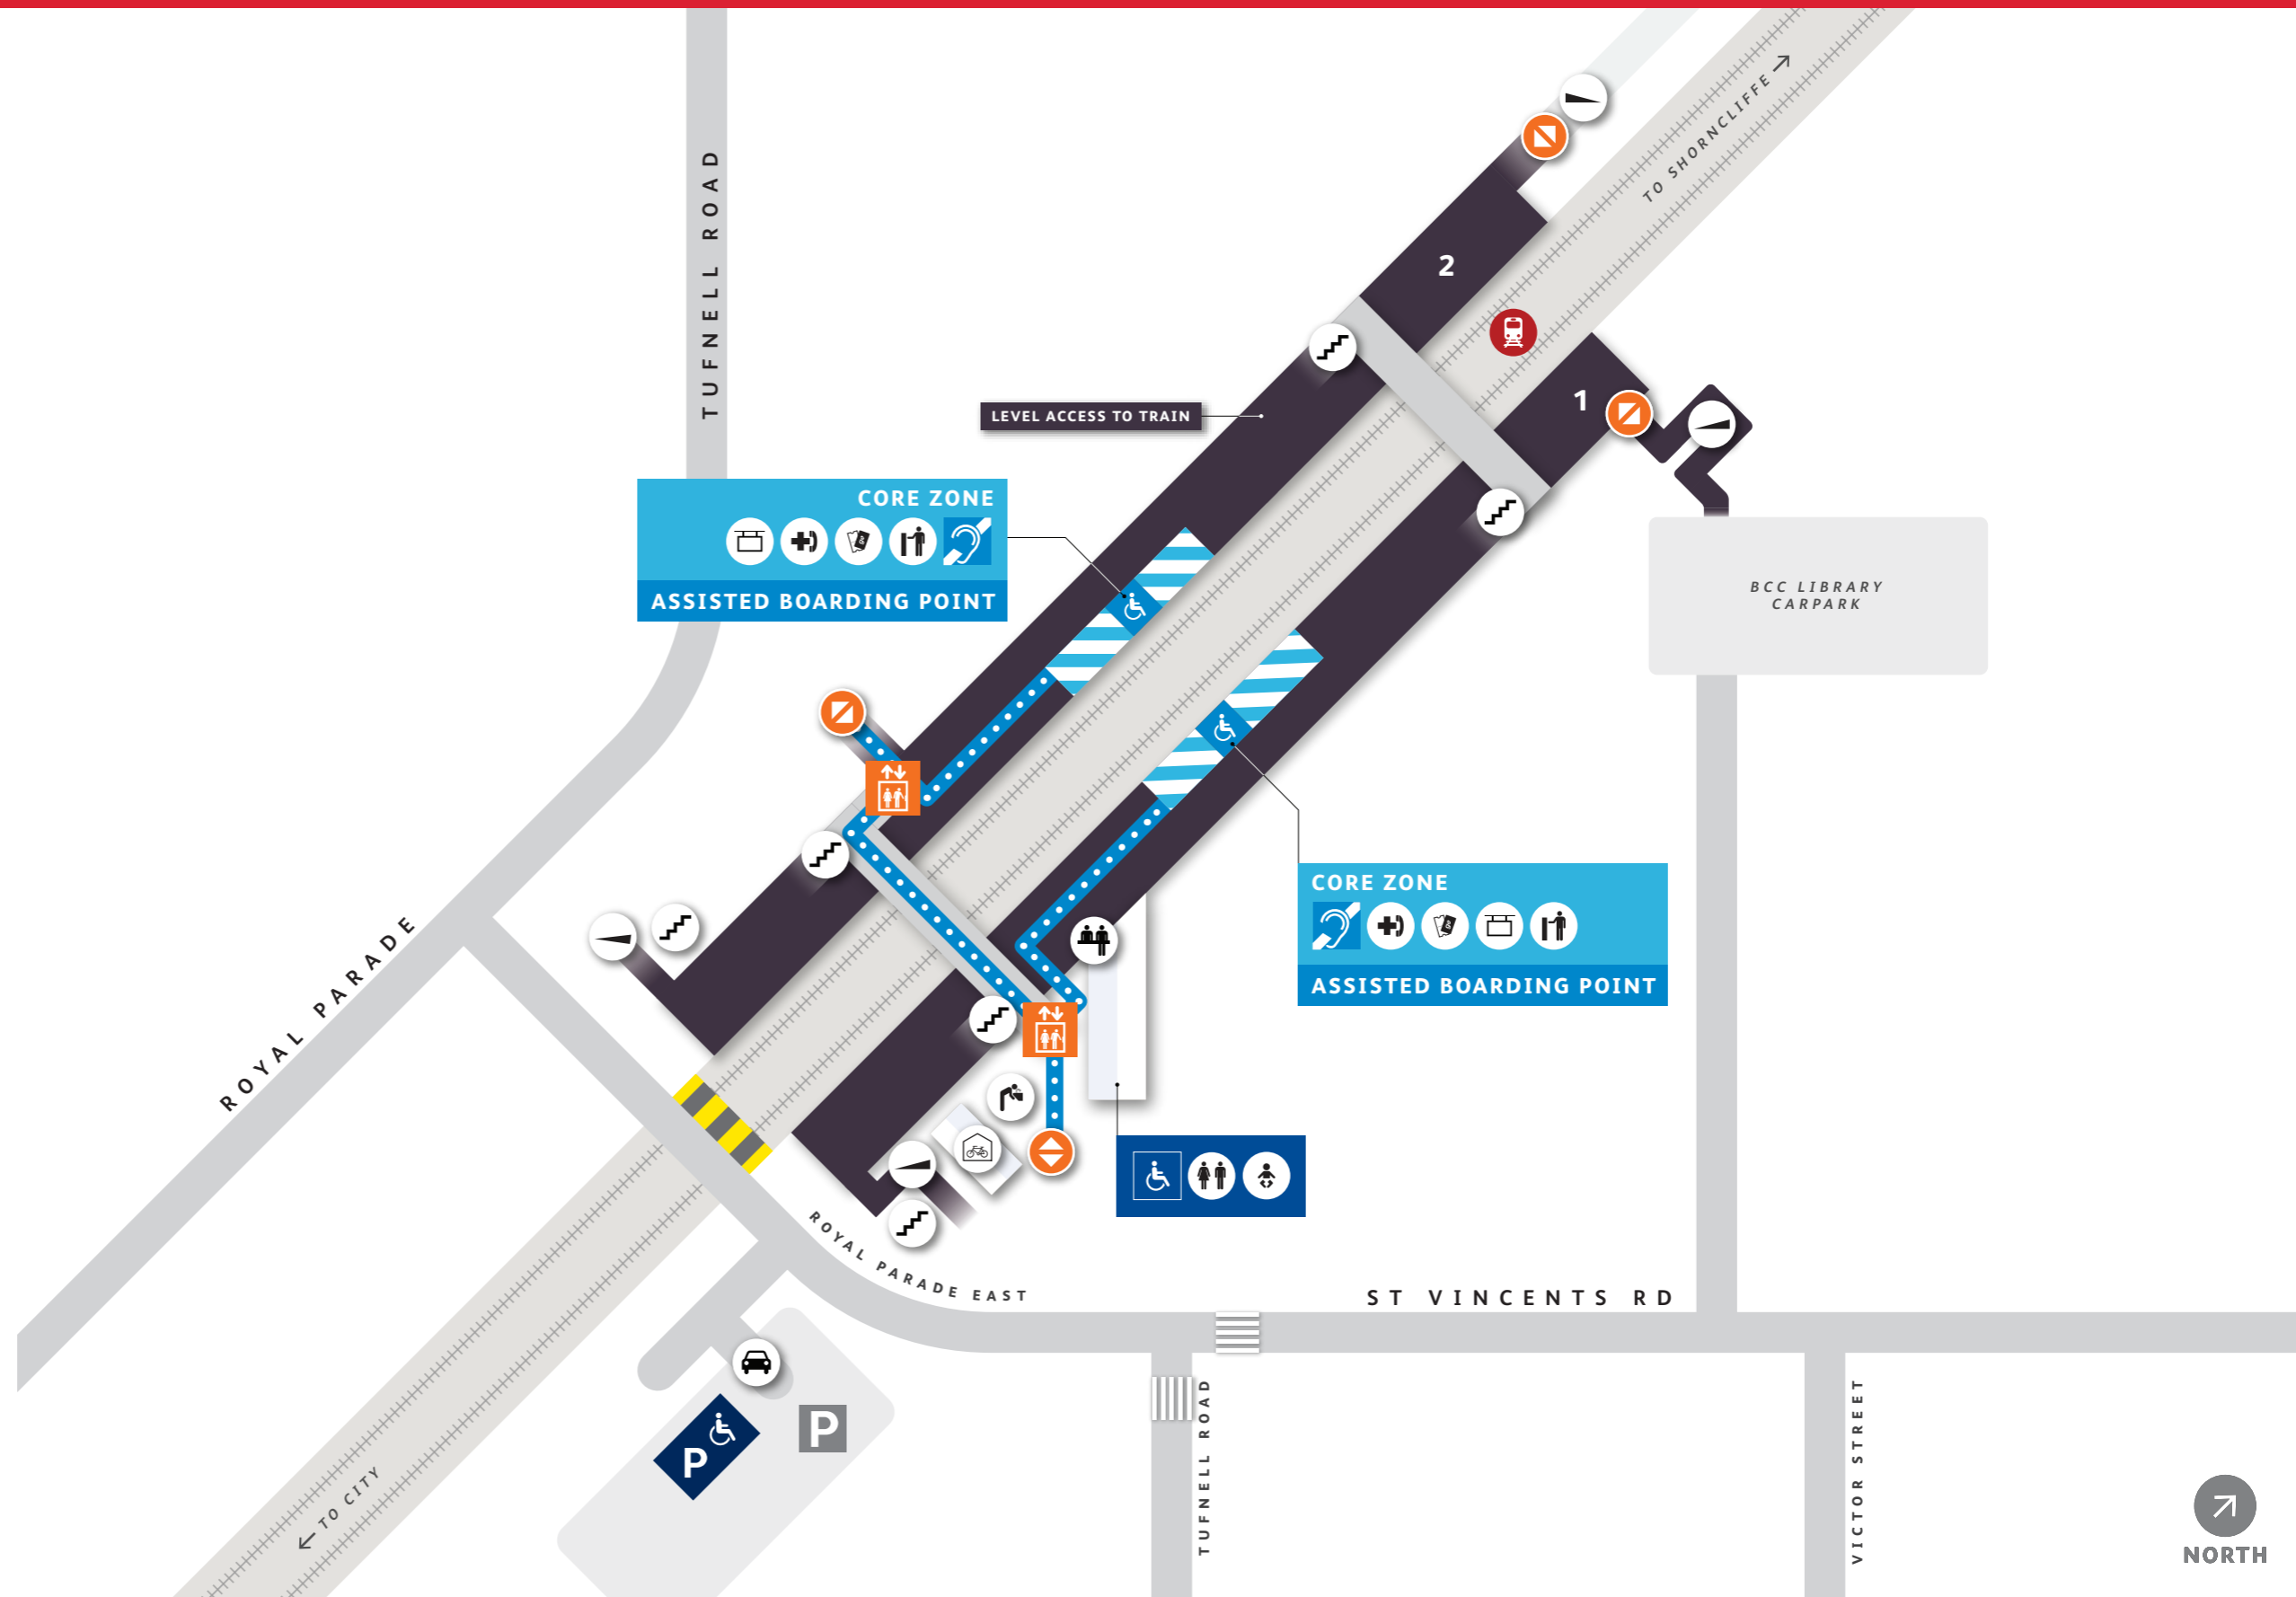 TO SHORNCLIFFE
TUFNELL ROAD
2
1
LEVEL ACCESS TO TRAIN
CORE ZONE
ASSISTED BOARDING POINT
BCC LIBRARY
CARPARK
CORE ZONE
ASSISTED BOARDING POINT
ROYAL PARADE
ROYAL PARADE EAST
ST VINCENTS RD
P
P
TO CITY
TUFNELL ROAD
VICTOR STREET
NORTH